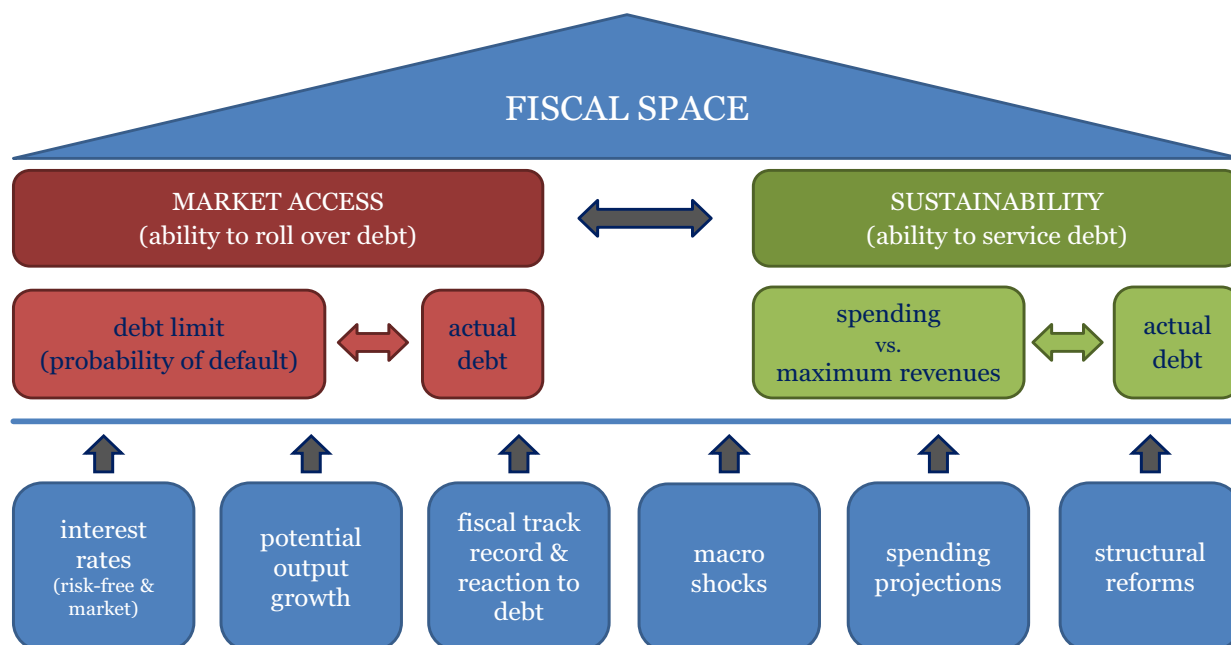 FISCAL SPACE
MARKET ACCESS
(ability to roll over debt)
SUSTAINABILITY
(ability to service debt)
debt limit
(probability of default)
actual
debt
spending
vs.
maximum revenues
actual
debt
interest
rates
(risk-free &
market)
potential
output
growth
fiscal track
record &
reaction to
debt
macro
shocks
spending
projections
structural
reforms